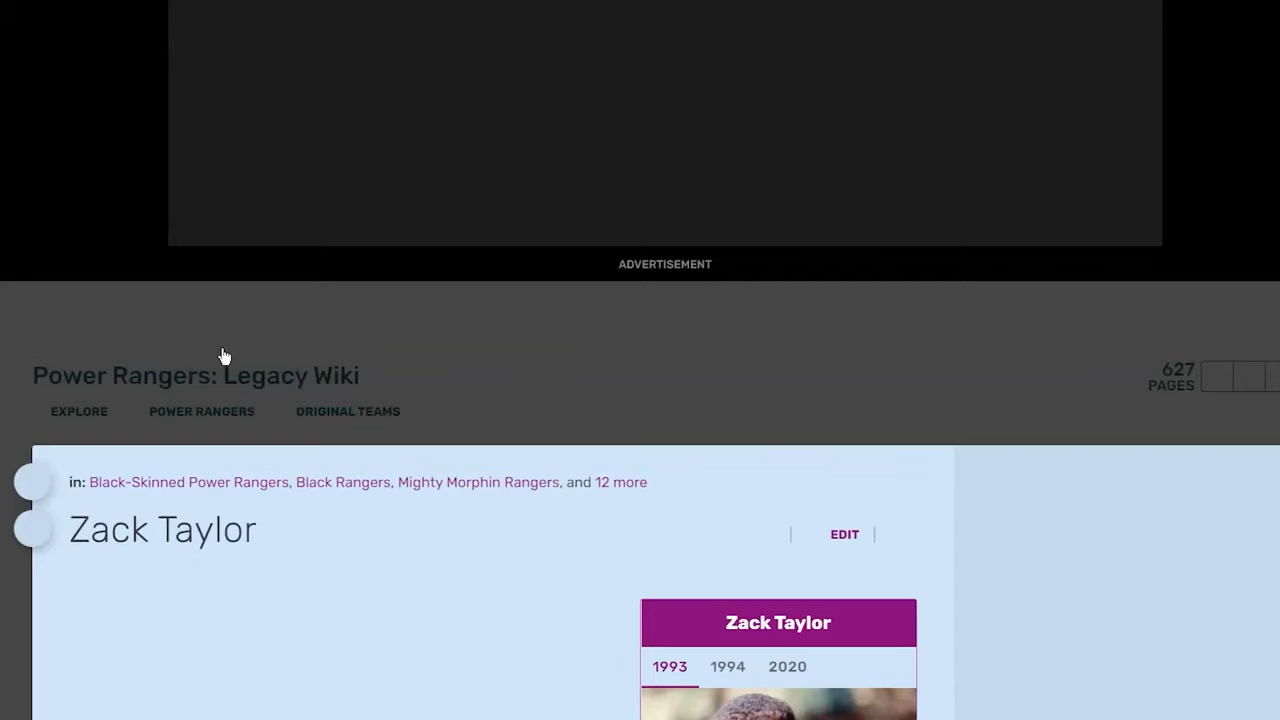 ADVERTISEMENT
Power Rangers: Legacy Wiki
627
PAGES
EXPLORE POWER RANGERS ORIGINAL TEAMS
in: Black-Skinned Power Rangers, Black Rangers, Mighty Morphin Rangers, and 12 more
Zack Taylor
EDIT
Zack Taylor
1993 1994 2020